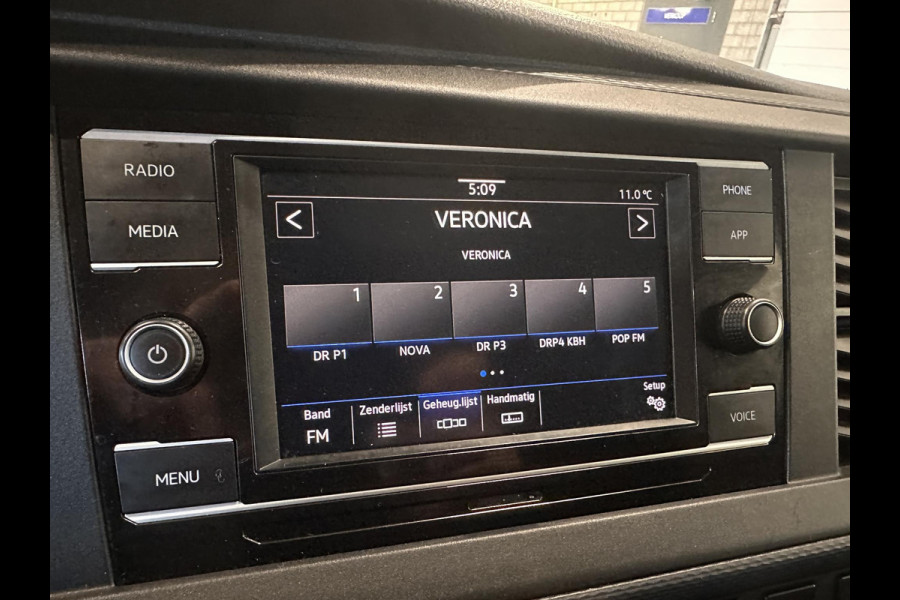 VERKOOP
RADIO
MEDIA
MENU
5:09
11.0 °C
<
VERONICA
>
VERONICA
1
2
3
4
5
DR P1
NOVA
DR P3
DRP4 KBH
POP FM
Band
FM
Zenderlijst
Geheug.lijst
Handmatig
Setup
PHONE
APP
VOICE